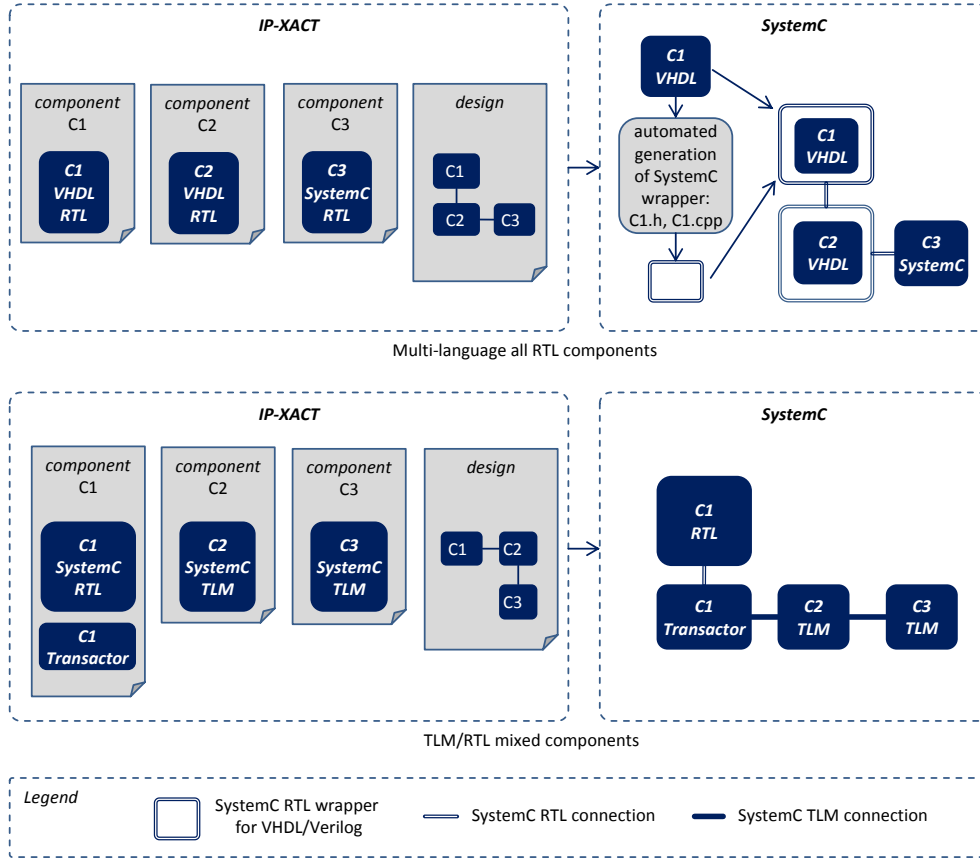 IP-XACT
component
C1
C1
VHDL
RTL
component
C2
C2
VHDL
RTL
component
C3
C3
SystemC
RTL
design
C1
C2
C3
SystemC
C1
VHDL
automated
generation
of SystemC
wrapper:
C1.h, C1.cpp
C1
VHDL
C2
VHDL
C3
SystemC
Multi-language all RTL components
IP-XACT
component
C1
C1
SystemC
RTL
C1
Transactor
component
C2
C2
SystemC
TLM
component
C3
C3
SystemC
TLM
design
C1
C2
C3
SystemC
C1
RTL
C1
Transactor
C2
TLM
C3
TLM
TLM/RTL mixed components
Legend
SystemC RTL wrapper
for VHDL/Verilog
SystemC RTL connection
SystemC TLM connection